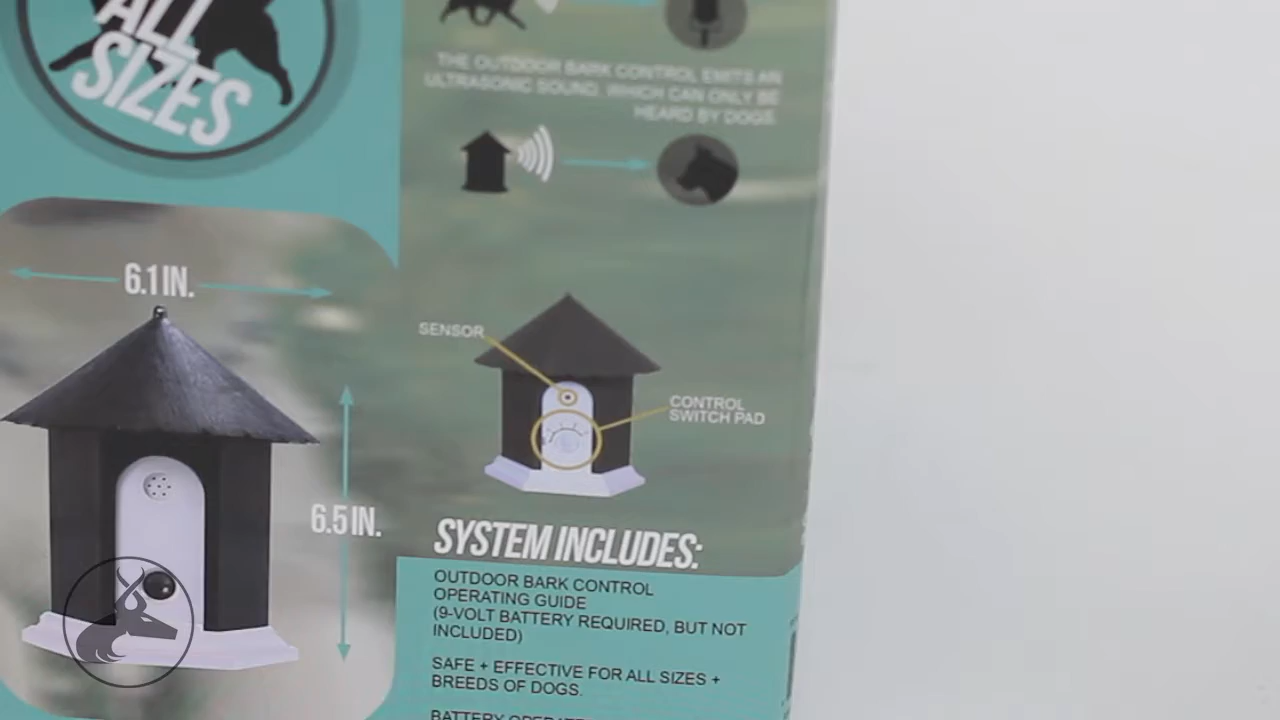 ALL
SIZES
6.1 IN.
6.5 IN.
THE OUTDOOR BARK CONTROL EMITS AN
ULTRASONIC SOUND, WHICH CAN ONLY BE
HEARD BY DOGS.
SENSOR
CONTROL
SWITCH PAD
SYSTEM INCLUDES:
OUTDOOR BARK CONTROL
OPERATING GUIDE
(9-VOLT BATTERY REQUIRED, BUT NOT
INCLUDED)
SAFE + EFFECTIVE FOR ALL SIZES +
BREEDS OF DOGS.
BATTERY